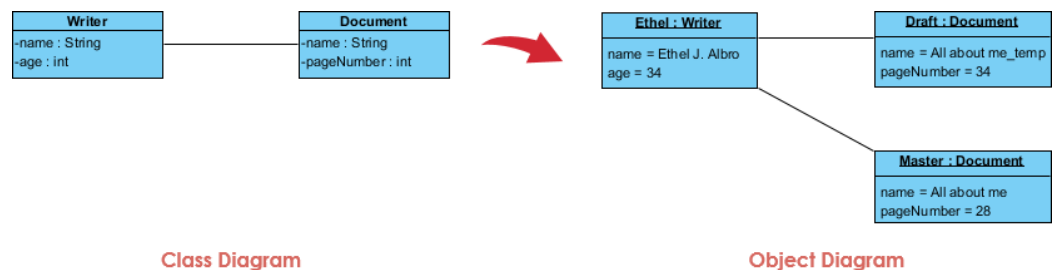 Writer
-name : String
-age : int
Document
-name : String
-pageNumber : int
Ethel : Writer
name = Ethel J. Albro
age = 34
Draft : Document
name = All about me_temp
pageNumber = 34
Master : Document
name = All about me
pageNumber = 28
Class Diagram
Object Diagram